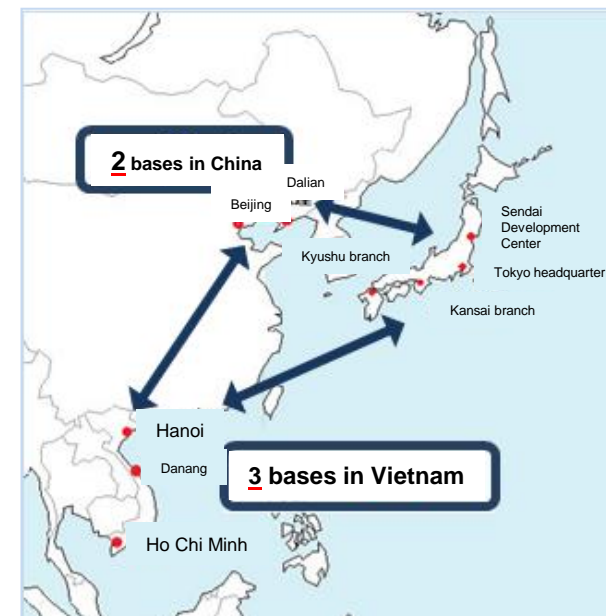 2 bases in China
Dalian
Beijing
Sendai
Development
Center
Kyushu branch
Tokyo headquarter
Kansai branch
Hanoi
Danang
3 bases in Vietnam
Ho Chi Minh